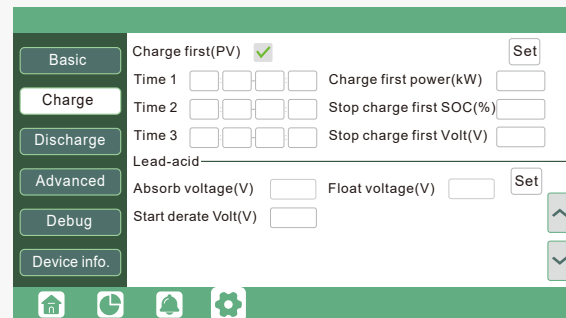 Basic
Charge
Discharge
Advanced
Debug
Device info.
Charge first(PV) Set
Time 1 Charge first power(kW)
Time 2 Stop charge first SOC(%)
Time 3 Stop charge first Volt(V)
Lead-acid
Absorb voltage(V) Float voltage(V) Set
Start derate Volt(V)